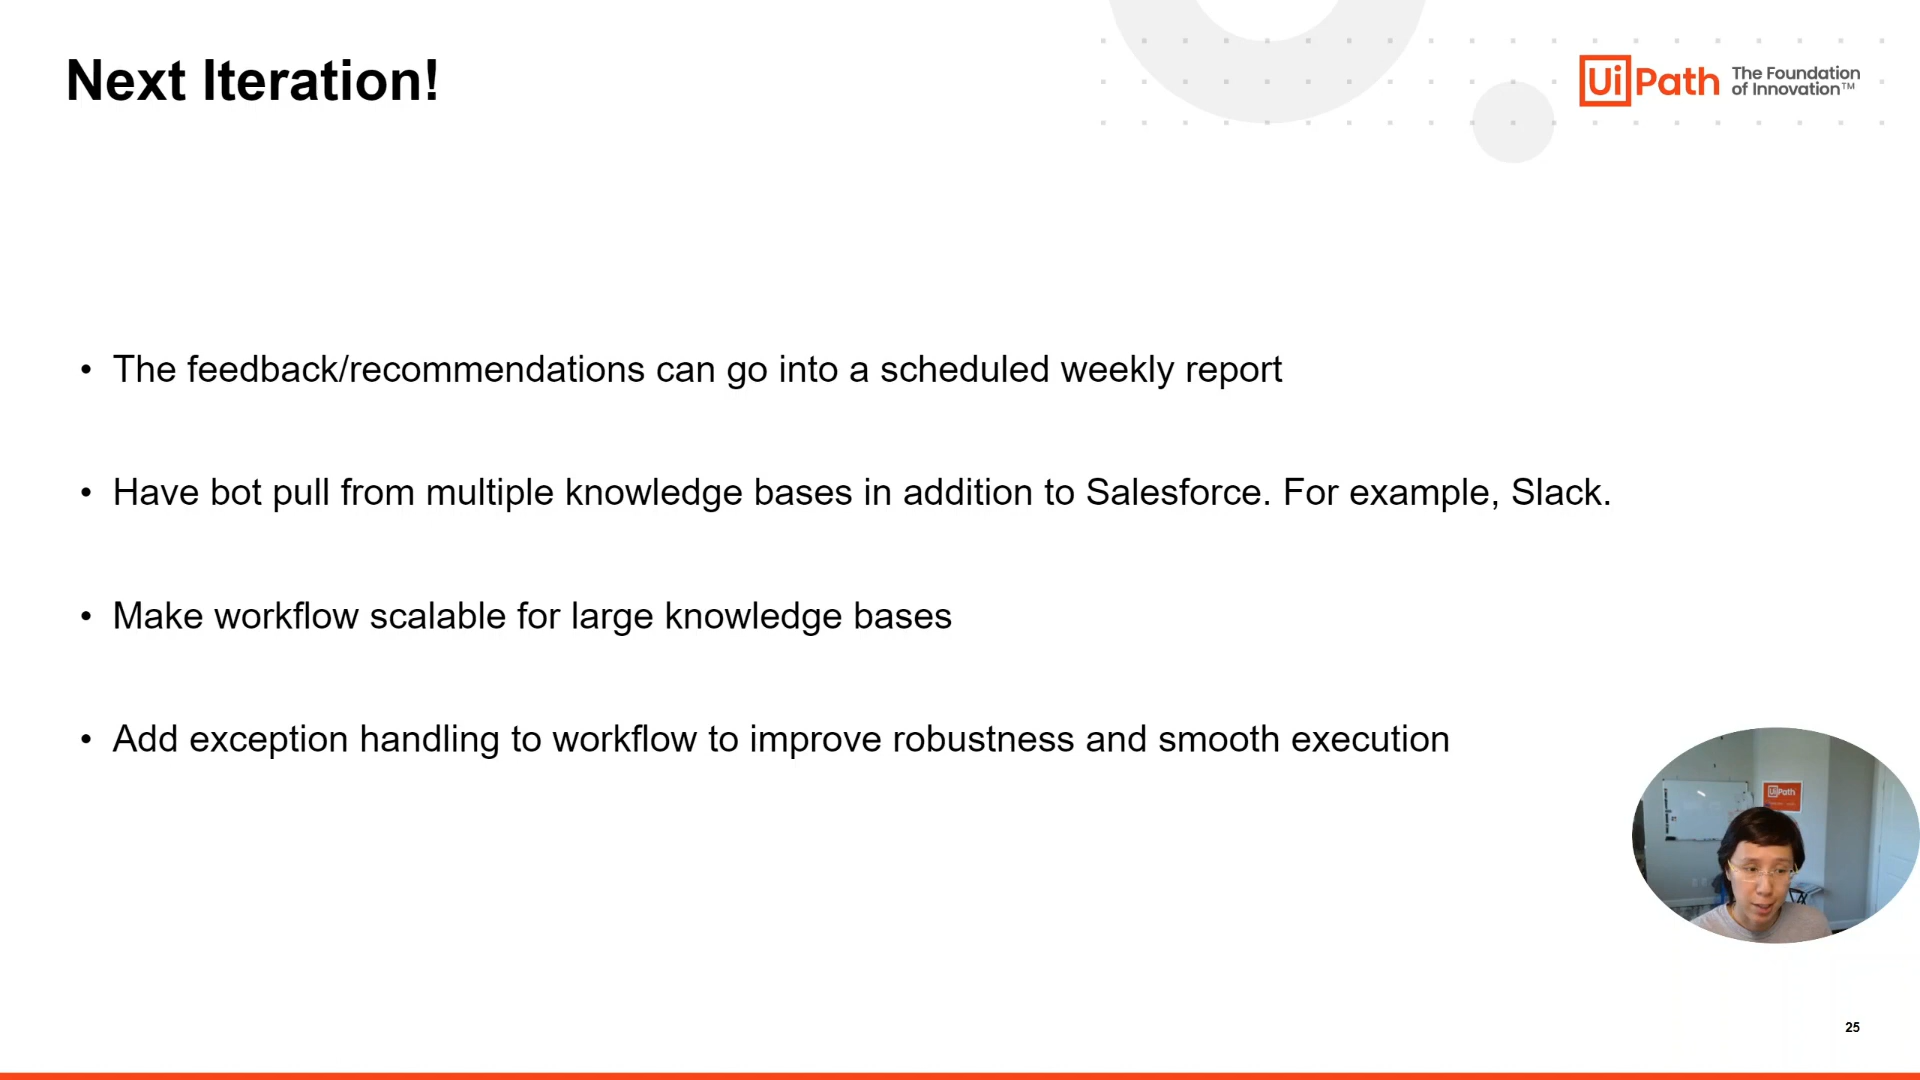 Next Iteration!
UiPath The Foundation
of Innovation™
• The feedback/recommendations can go into a scheduled weekly report
• Have bot pull from multiple knowledge bases in addition to Salesforce. For example, Slack.
• Make workflow scalable for large knowledge bases
• Add exception handling to workflow to improve robustness and smooth execution
UiPath
25